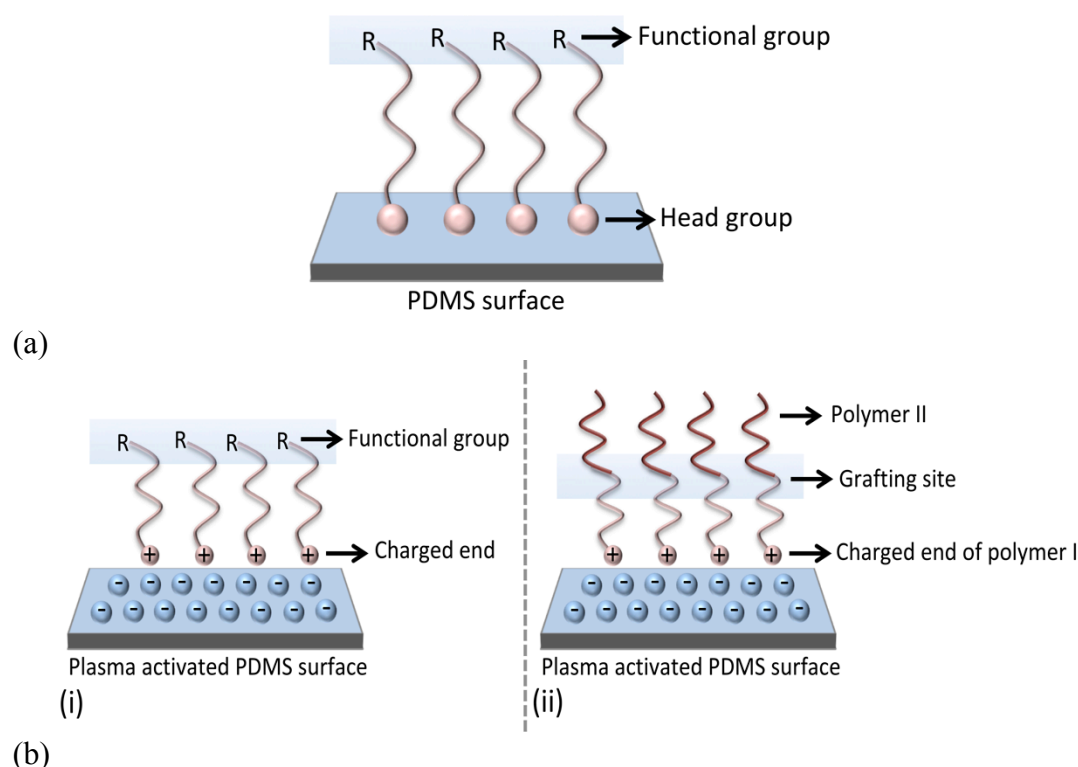 R R R R Functional group
Head group
PDMS surface
(a)
R R R R Functional group
+ + + + Charged end
- - - - - - -
- - - - - - - -
Plasma activated PDMS surface
(i)
Polymer II
Grafting site
+ + + + Charged end of polymer I
- - - - - - -
- - - - - - - -
Plasma activated PDMS surface
(ii)
(b)